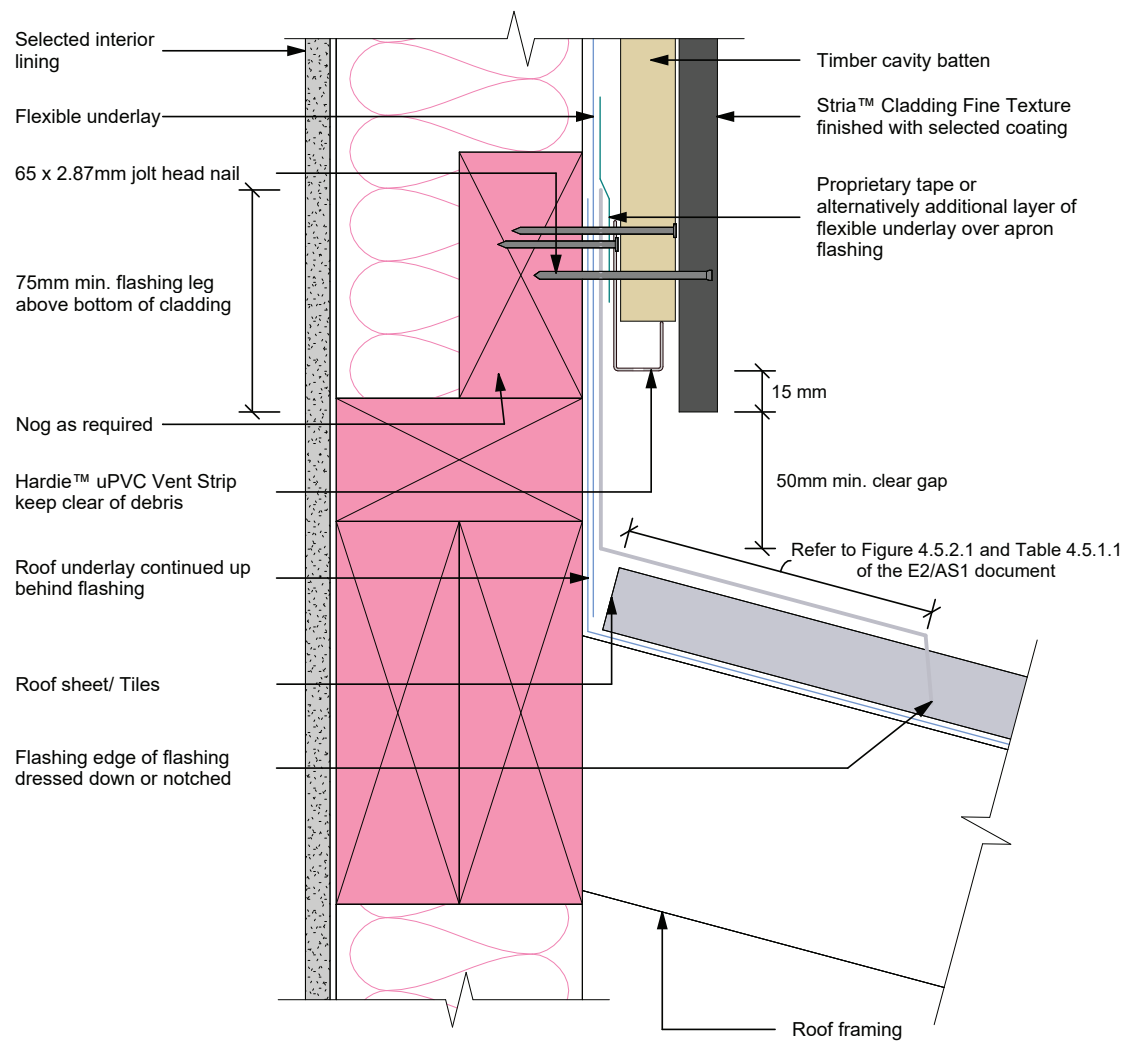 Selected interior
lining
Flexible underlay
65 x 2.87mm jolt head nail
75mm min. flashing leg
above bottom of cladding
Nog as required
Hardie™ uPVC Vent Strip
keep clear of debris
Roof underlay continued up
behind flashing
Roof sheet/ Tiles
Flashing edge of flashing
dressed down or notched
Timber cavity batten
Stria™ Cladding Fine Texture
finished with selected coating
Proprietary tape or
alternatively additional layer of
flexible underlay over apron
flashing
15 mm
50mm min. clear gap
Refer to Figure 4.5.2.1 and Table 4.5.1.1
of the E2/AS1 document
Roof framing